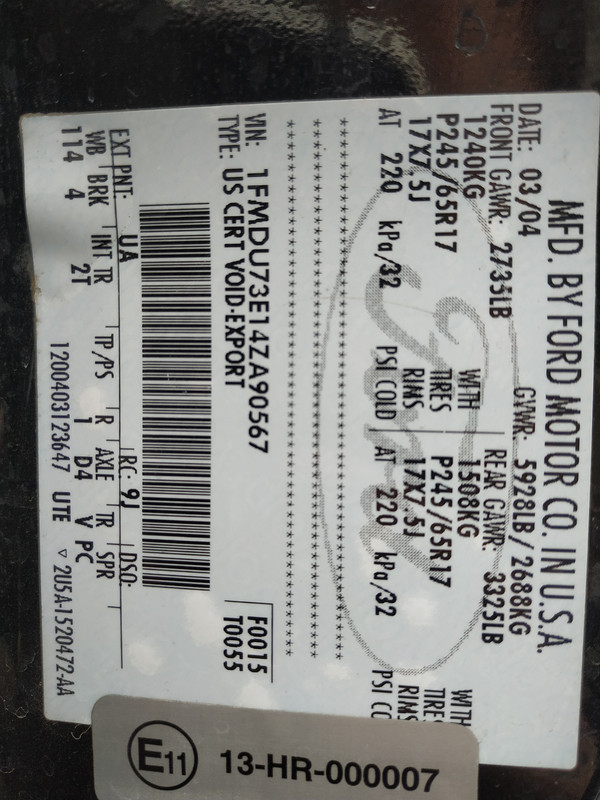 MFD. BY FORD MOTOR CO. IN U.S.A.
DATE: 03/04 GVWR: 5928LB / 2688KG
FRONT GAWR: 2735LB REAR GAWR: 3325LB
1240KG WITH 1508KG WITH
P245/65R17 TIRES P245/65R17 TIRE
17X7.5J RIMS 17X7.5J RIMS
AT 220 kPa/32 PSI COLD AT 220 kPa/32 PSI CO
VIN: 1FMDU73E14ZA90567
TYPE: US CERT VOID-EXPORT
F0015
T0055
EXT PNT: UA RC: 9J DSO:
WB BRK INT TR TP/PS R AXLE TR SPR
114 4 2T 1 D4 V PC
1200403123647 UTE ▽ 2U5A-1520472-AA
E11 13-HR-000007